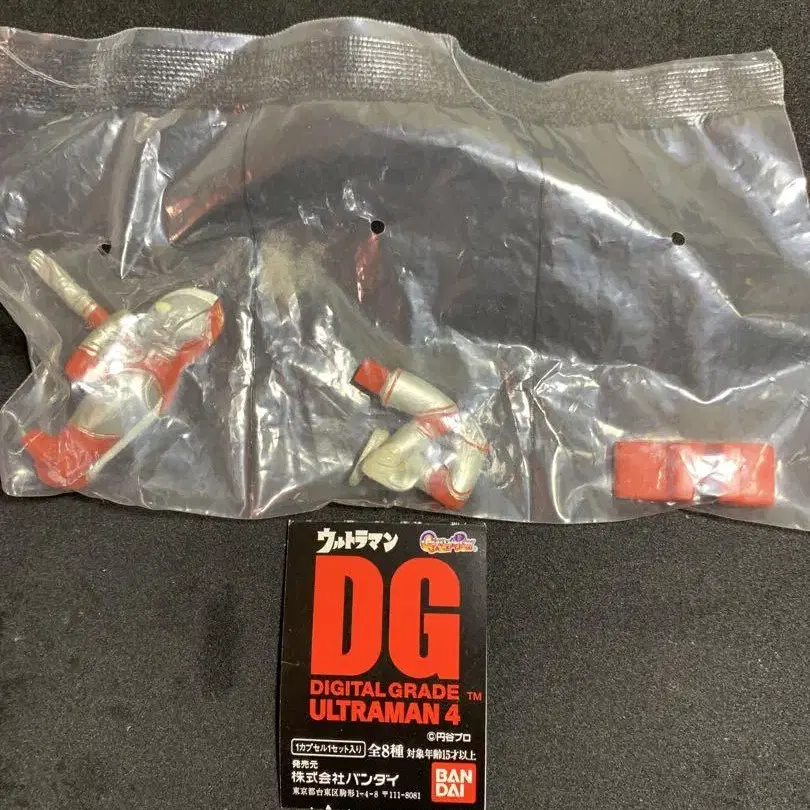 ウルトラマン
DG
DIGITAL GRADE TM
ULTRAMAN 4
©円谷プロ
1カプセル1セット入り 全8種 対象年齢15才以上
発売元
株式会社バンダイ
東京都台東区駒形1-4-8 〒111-8081
BAN
DAI